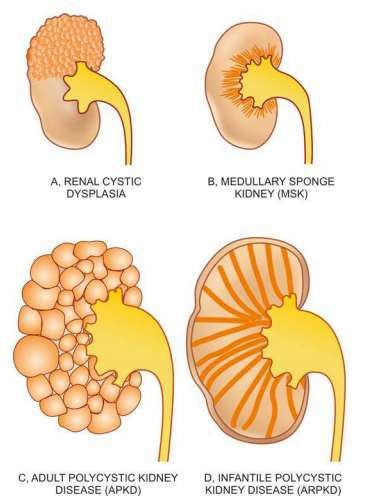 A, RENAL CYSTIC
DYSPLASIA
B, MEDULLARY SPONGE
KIDNEY (MSK)
C, ADULT POLYCYSTIC KIDNEY
DISEASE (APKD)
D, INFANTILE POLYCYSTIC
KIDNEY DISEASE (ARPKD)